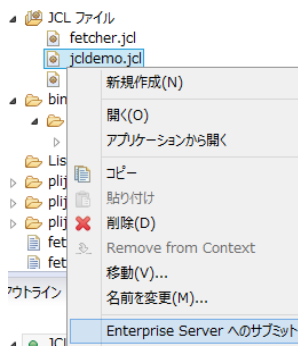 JCL ファイル
fetcher.jcl
jcldemo.jcl
新規作成(N)
bin
開く(O)
アプリケーションから開く
Lis
コピー
plij
貼り付け
plij
削除(D)
plij
fet
Remove from Context
fet
移動(V)...
名前を変更(M)...
アウトライン
Enterprise Server へのサブミット
JCL